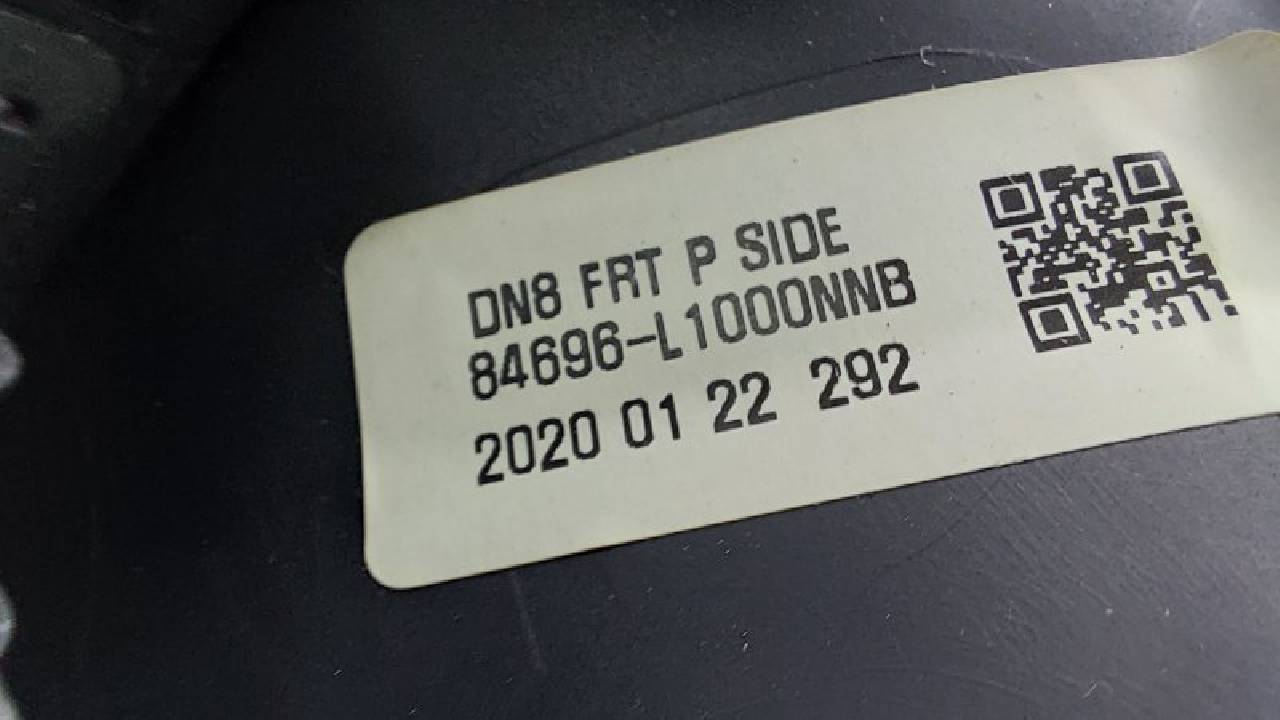 DN8 FRT P SIDE
84696-L1000NNB
2020 01 22 292